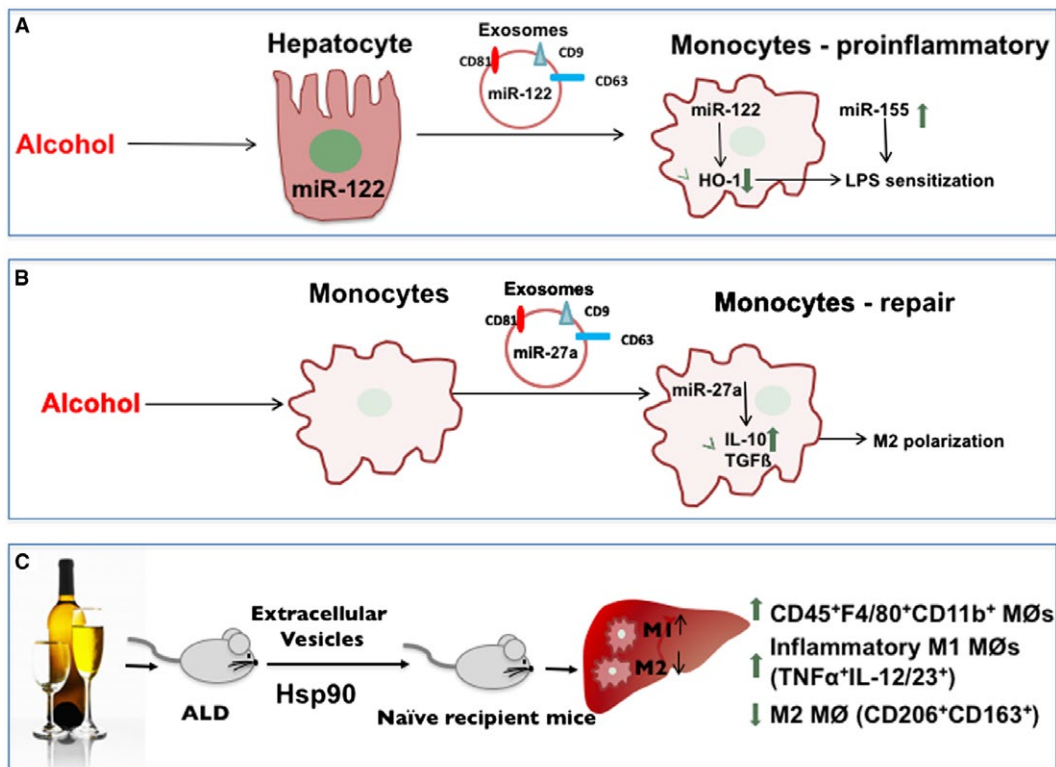 A
Hepatocyte
Exosomes
CD81
CD9
CD63
miR-122
Monocytes - proinflammatory
Alcohol
miR-122
miR-122
miR-155
HO-1
LPS sensitization
B
Monocytes
Exosomes
CD81
CD9
CD63
miR-27a
Monocytes - repair
Alcohol
miR-27a
IL-10
TGFß
M2 polarization
C
ALD
Extracellular
Vesicles
Hsp90
Naïve recipient mice
M1↑
M2↓
↑ CD45⁺F4/80⁺CD11b⁺ MØs
↑ Inflammatory M1 MØs
(TNFα⁺IL-12/23⁺)
↓ M2 MØ (CD206⁺CD163⁺)